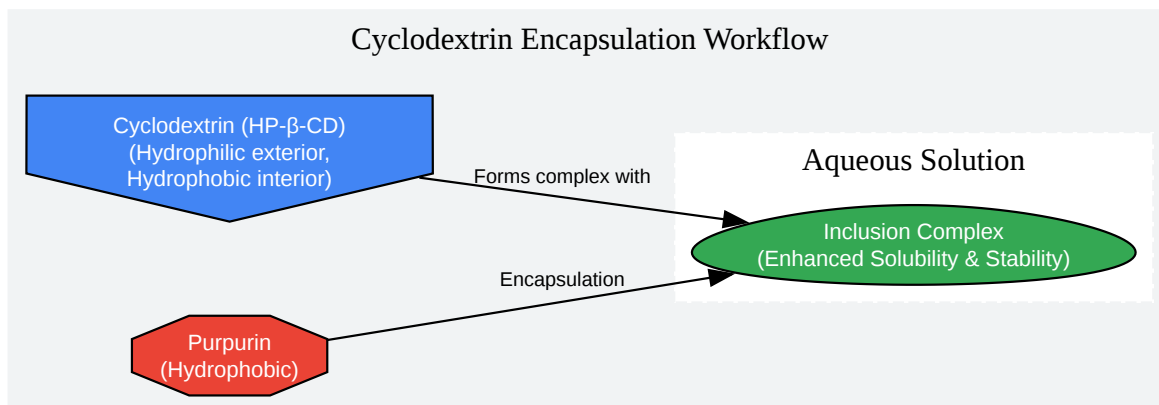 Cyclodextrin Encapsulation Workflow
Cyclodextrin (HP-β-CD)
(Hydrophilic exterior,
Hydrophobic interior)
Forms complex with
Aqueous Solution
Inclusion Complex
(Enhanced Solubility & Stability)
Encapsulation
Purpurin
(Hydrophobic)